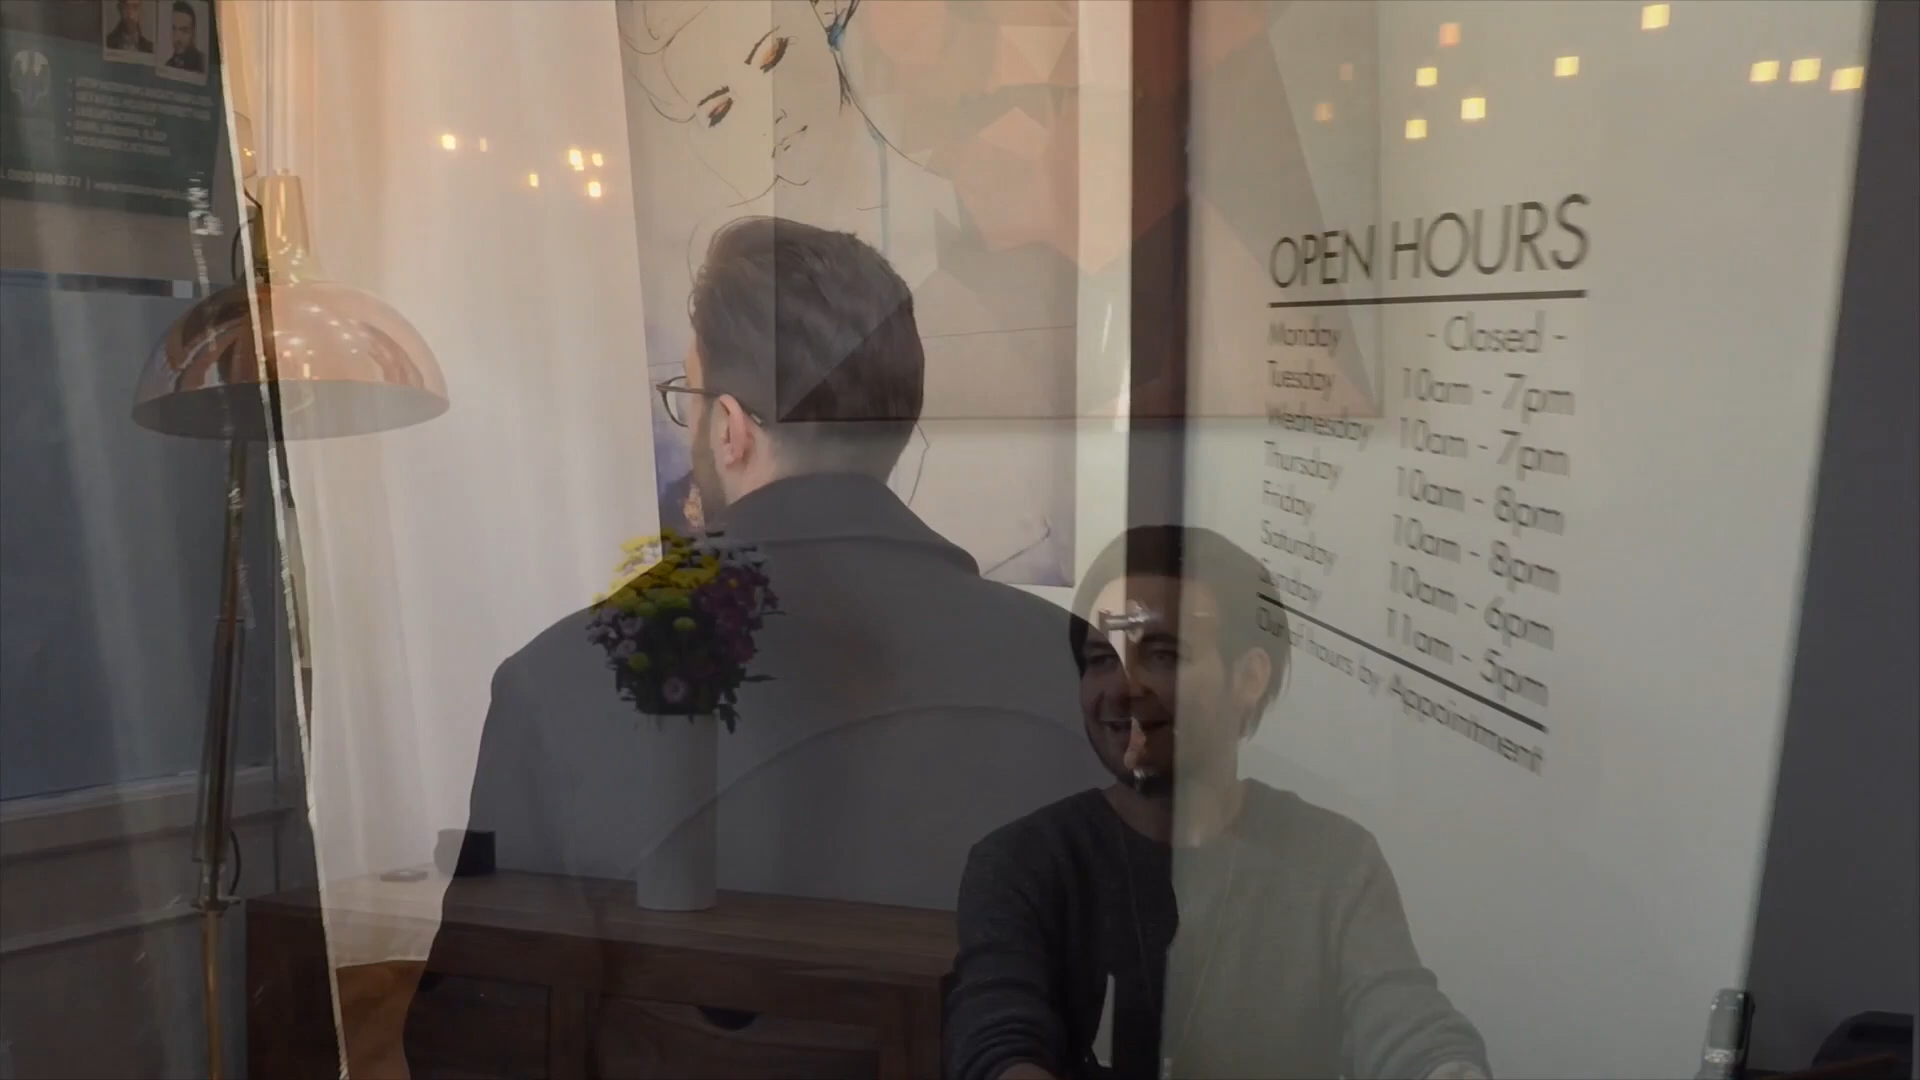 OPEN HOURS
Monday - Closed -
Tuesday 10am - 7pm
Wednesday 10am - 7pm
Thursday 10am - 8pm
Friday 10am - 8pm
Saturday 10am - 6pm
Sunday 11am - 5pm
Out of hours by Appointment